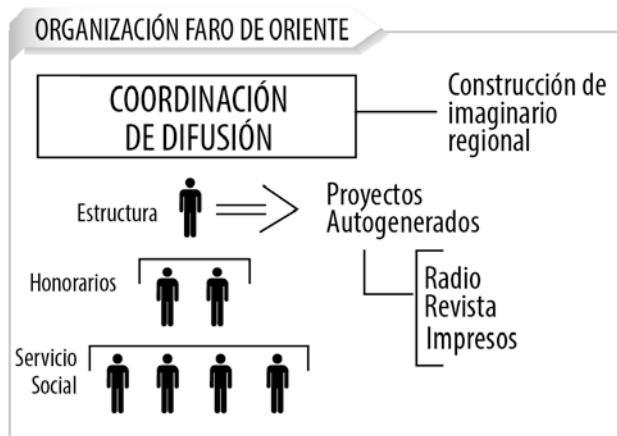 ORGANIZACIÓN FARO DE ORIENTE
COORDINACIÓN
DE DIFUSIÓN
Construcción de
imaginario
regional
Estructura
Proyectos
Autogenerados
Honorarios
Radio
Revista
Impresos
Servicio
Social